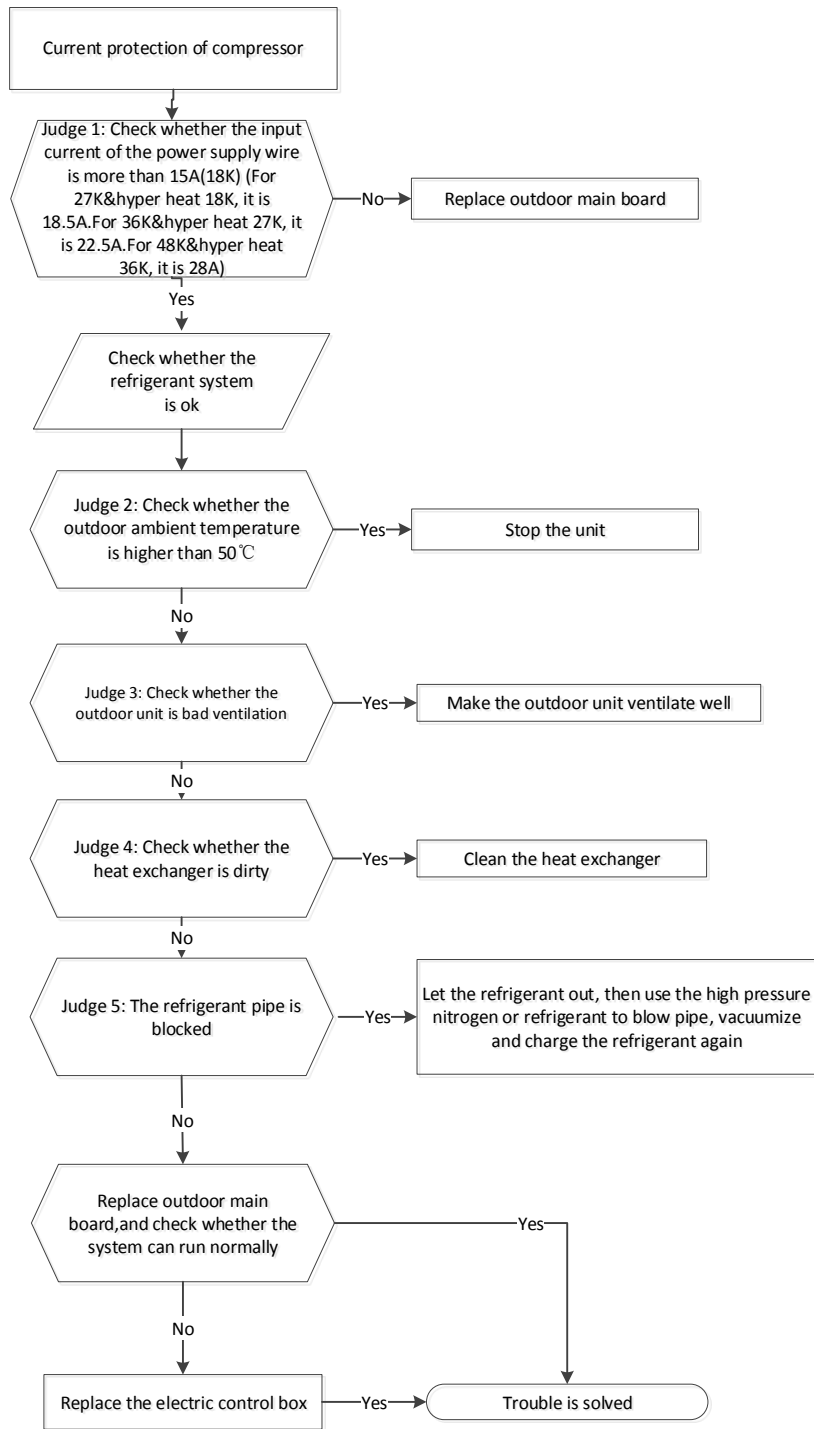 Current protection of compressor
Judge 1: Check whether the input
current of the power supply wire
is more than 15A(18K) (For
27K&hyper heat 18K, it is
18.5A.For 36K&hyper heat 27K, it
is 22.5A.For 48K&hyper heat
36K, it is 28A)
No
Replace outdoor main board
Yes
Check whether the
refrigerant system
is ok
Judge 2: Check whether the
outdoor ambient temperature
is higher than 50℃
Yes
Stop the unit
No
Judge 3: Check whether the
outdoor unit is bad ventilation
Yes
Make the outdoor unit ventilate well
No
Judge 4: Check whether the
heat exchanger is dirty
Yes
Clean the heat exchanger
No
Judge 5: The refrigerant pipe is
blocked
Yes
Let the refrigerant out, then use the high pressure
nitrogen or refrigerant to blow pipe, vacuumize
and charge the refrigerant again
No
Replace outdoor main
board,and check whether the
system can run normally
Yes
No
Replace the electric control box
Yes
Trouble is solved